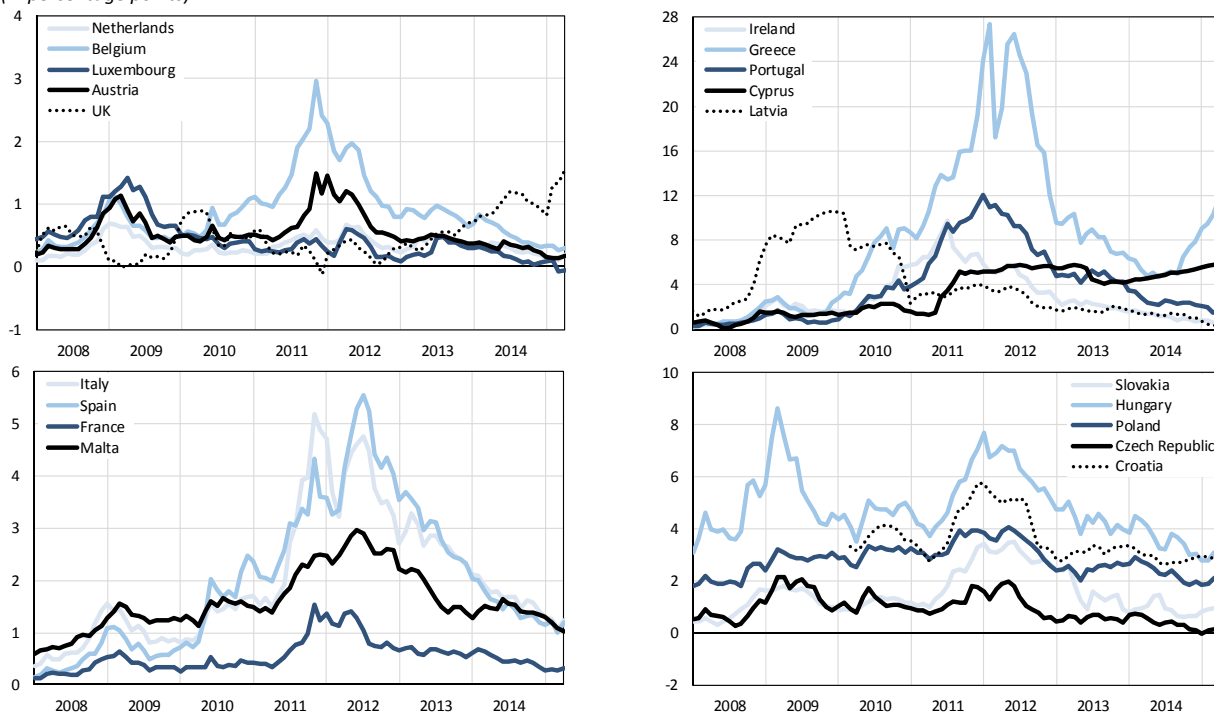 4
3
2
1
0
-1
Netherlands
Belgium
Luxembourg
Austria
UK
2008 2009 2010 2011 2012 2013 2014
28
24
20
16
12
8
4
0
Ireland
Greece
Portugal
Cyprus
Latvia
2008 2009 2010 2011 2012 2013 2014
6
5
4
3
2
1
0
Italy
Spain
France
Malta
2008 2009 2010 2011 2012 2013 2014
10
8
6
4
2
0
-2
Slovakia
Hungary
Poland
Czech Republic
Croatia
2008 2009 2010 2011 2012 2013 2014